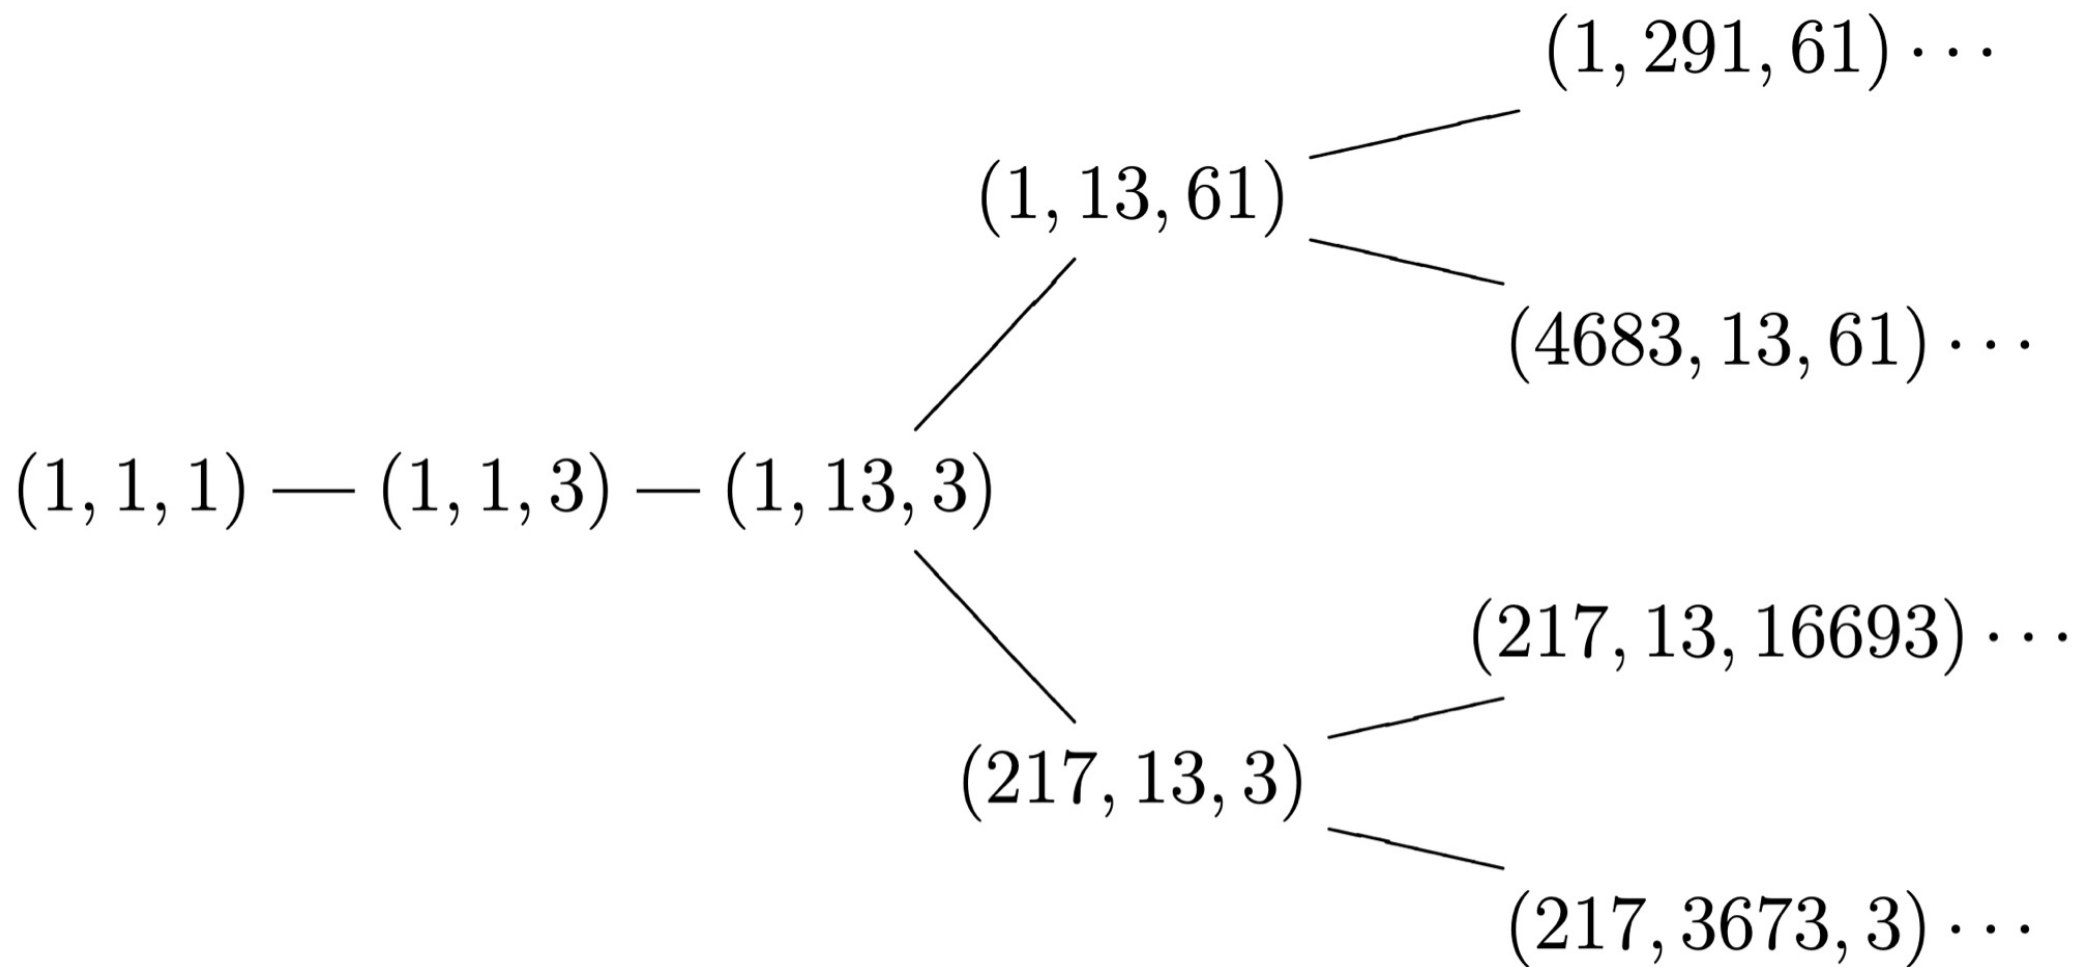 (1, 291, 61) ···
(1, 13, 61)
(4683, 13, 61) ···
(1, 1, 1) — (1, 1, 3) — (1, 13, 3)
(217, 13, 16693) ···
(217, 13, 3)
(217, 3673, 3) ···